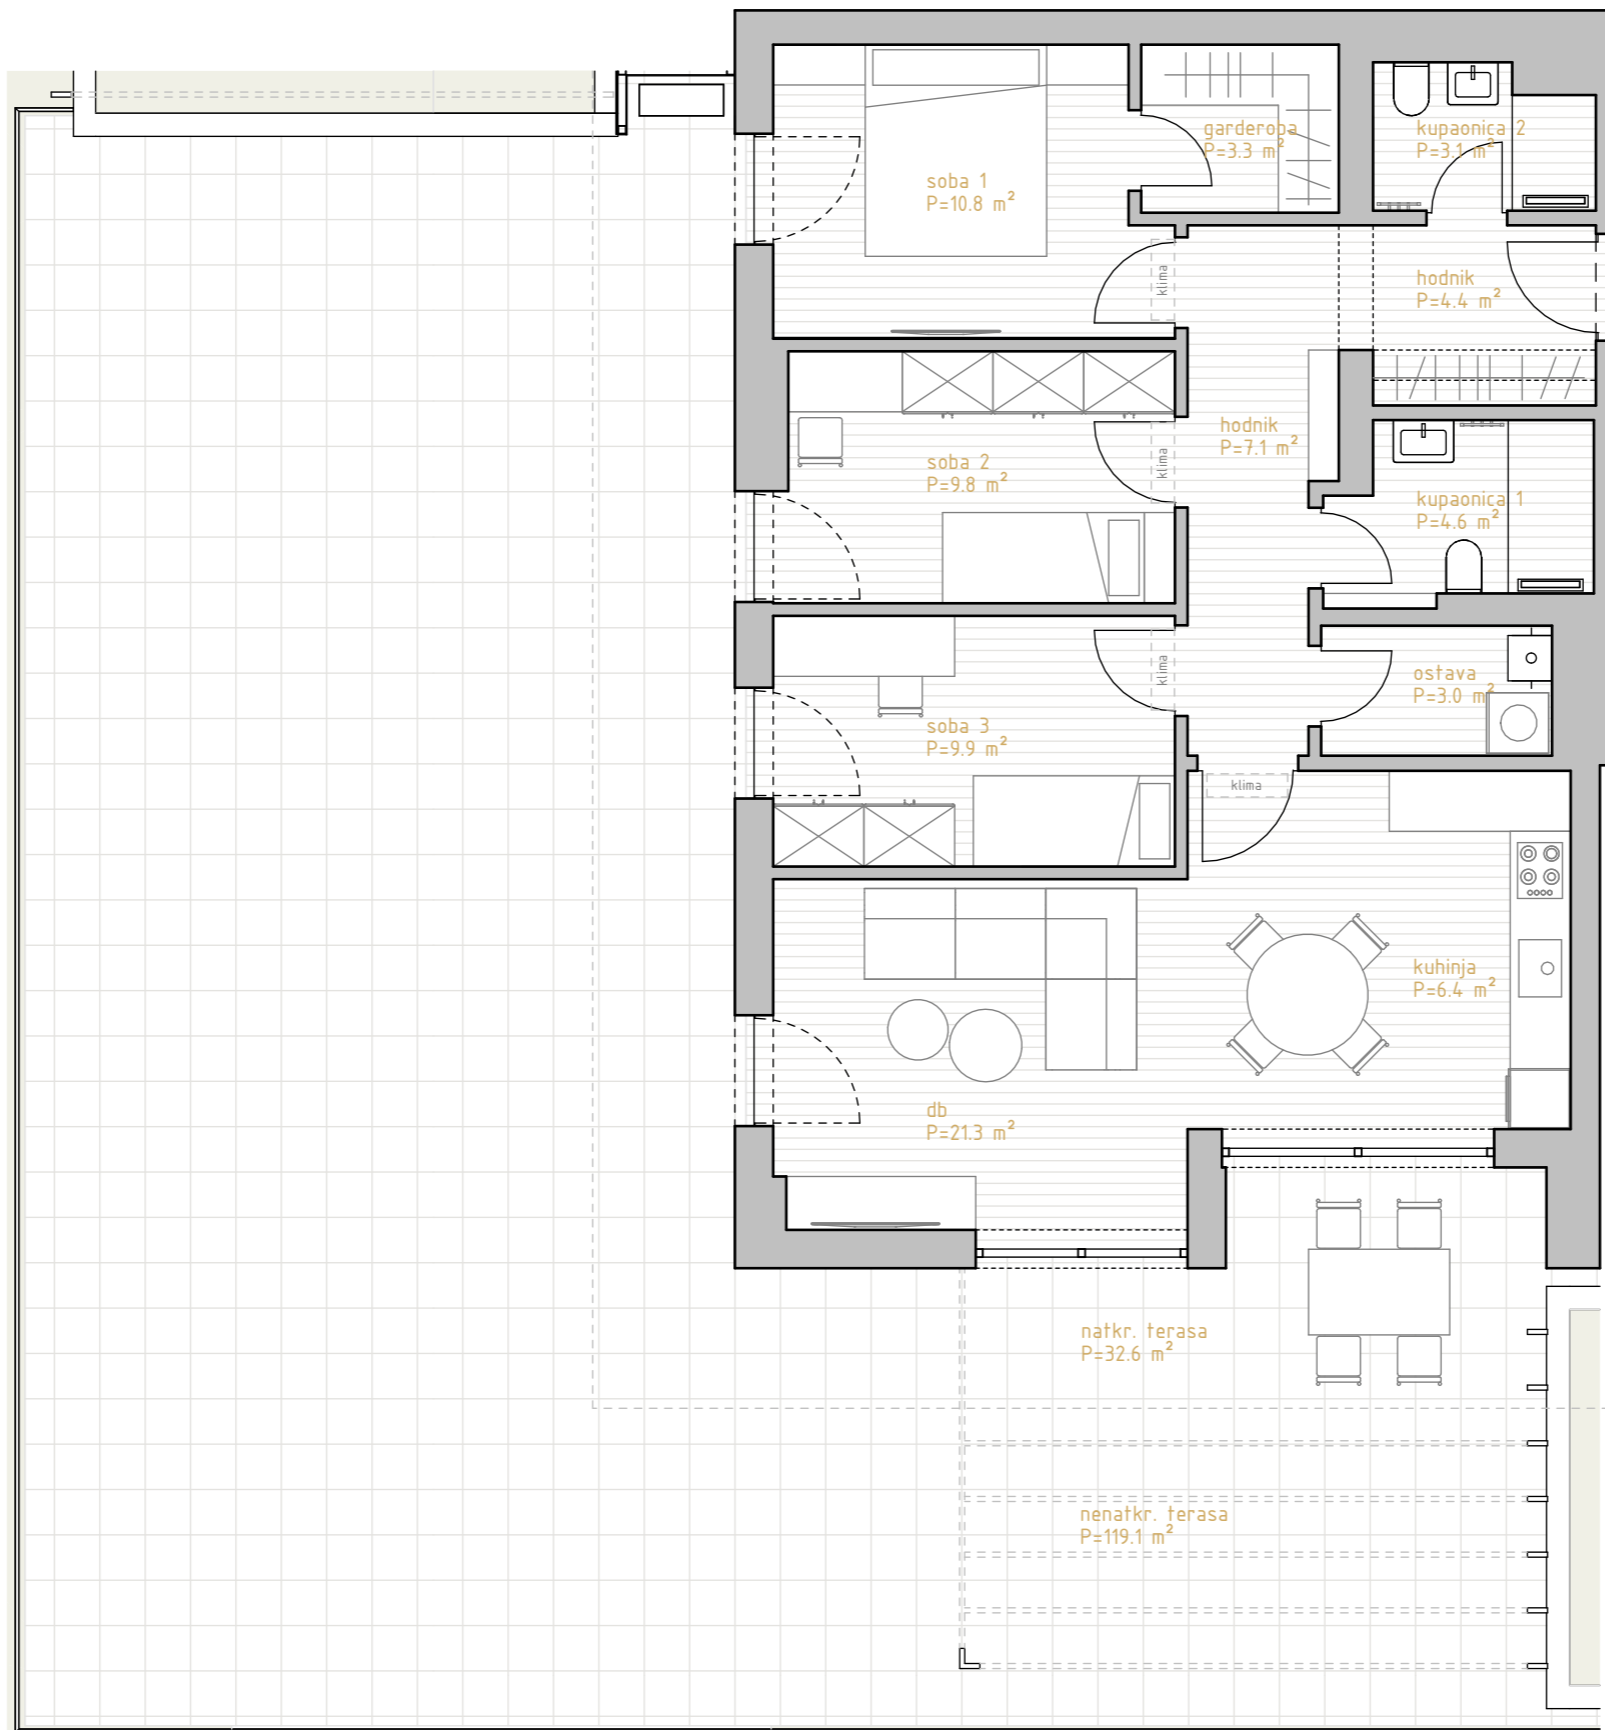 garderoba
P=3.3 m²
kupaonica 2
P=3.1 m²
soba 1
P=10.8 m²
klima
hodnik
P=4.4 m²
hodnik
P=7.1 m²
soba 2
P=9.8 m²
klima
kupaonica 1
P=4.6 m²
klima
ostava
P=3.0 m²
soba 3
P=9.9 m²
klima
kuhinja
P=6.4 m²
db
P=21.3 m²
natkr. terasa
P=32.6 m²
nenatkr. terasa
P=119.1 m²